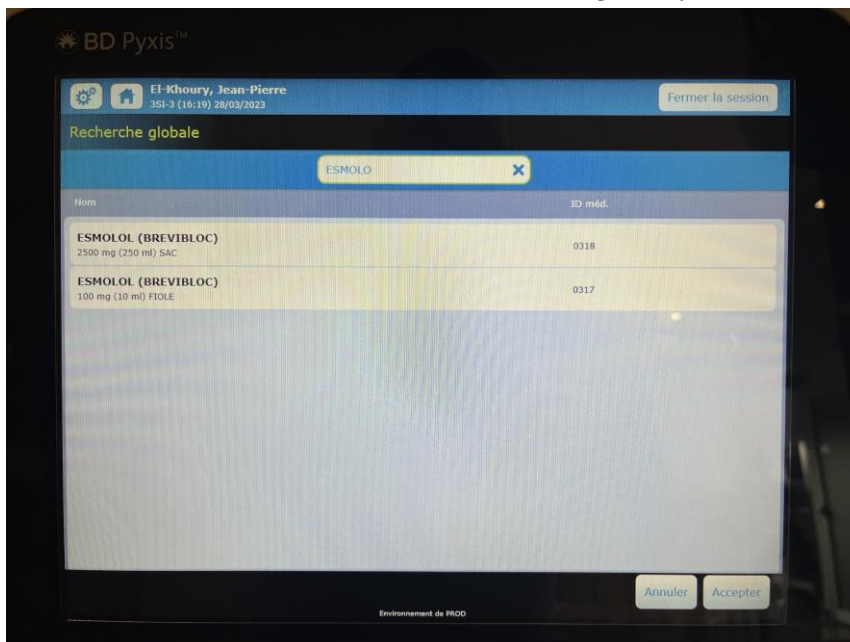 BD Pyxis™
El-Khoury, Jean-Pierre
3SI-3 (16:19) 28/03/2023
Fermer la session
Recherche globale
ESMOLO
Nom ID méd.
ESMOLOL (BREVIBLOC)
2500 mg (250 ml) SAC 0318
ESMOLOL (BREVIBLOC)
100 mg (10 ml) FIOLE 0317
Annuler Accepter
Environnement de PROD